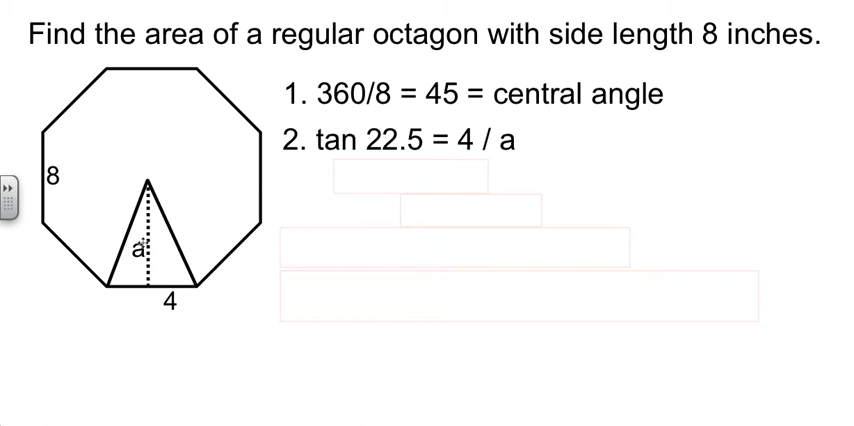 Find the area of a regular octagon with side length 8 inches.
1. 360/8 = 45 = central angle
2. tan 22.5 = 4 / a
8
a
4